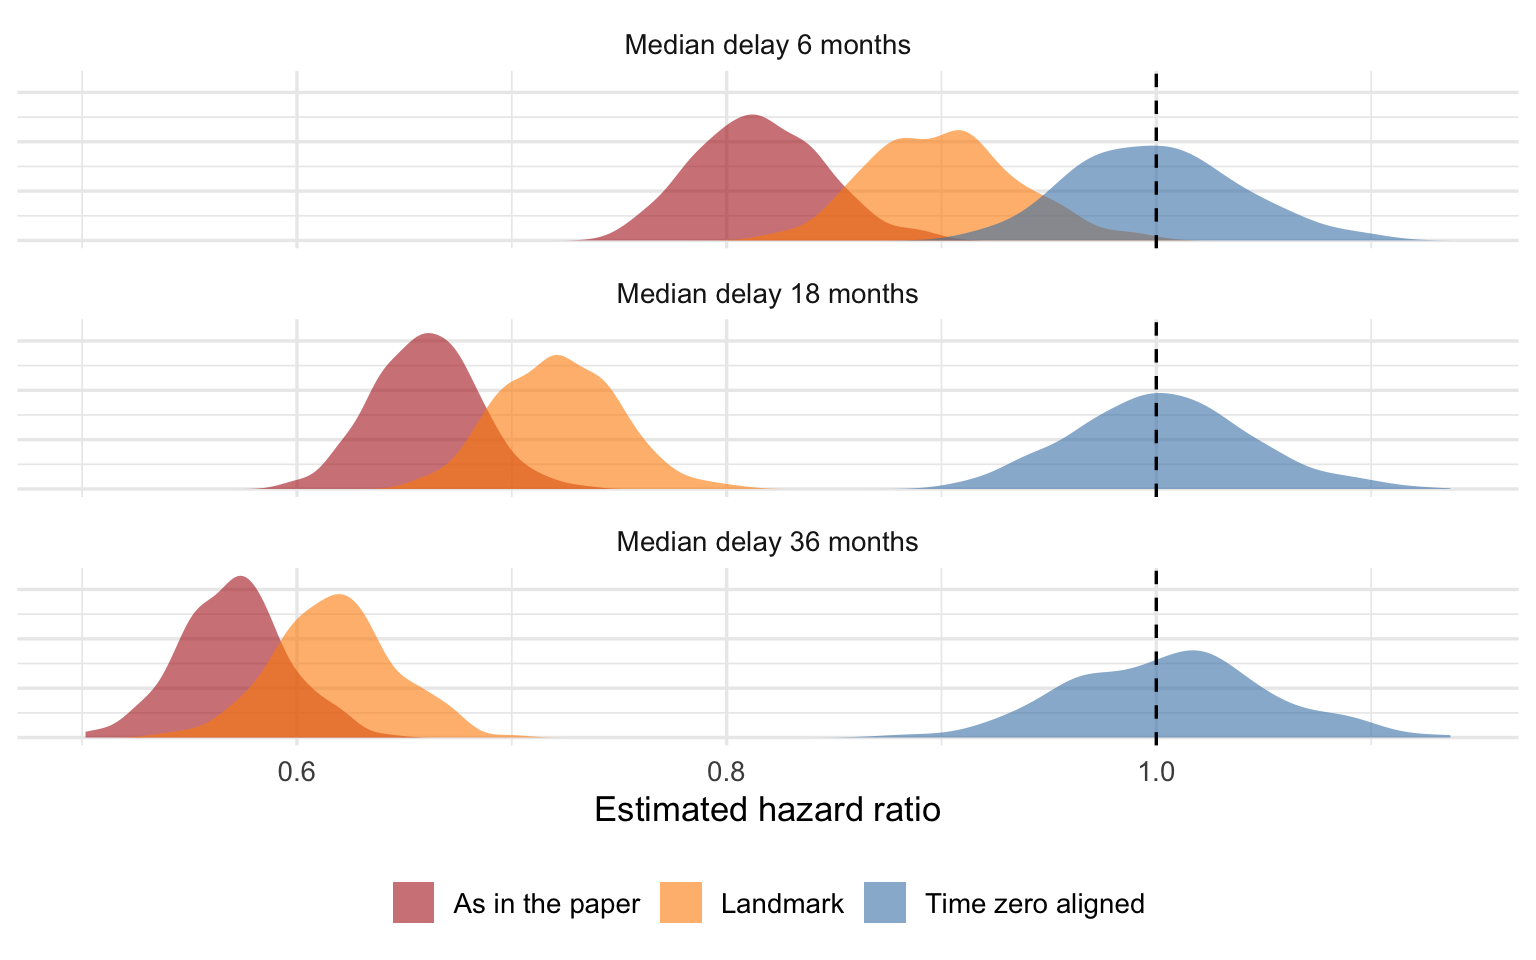 Median delay 6 months
Median delay 18 months
Median delay 36 months
0.6 0.8 1.0
Estimated hazard ratio
As in the paper Landmark Time zero aligned